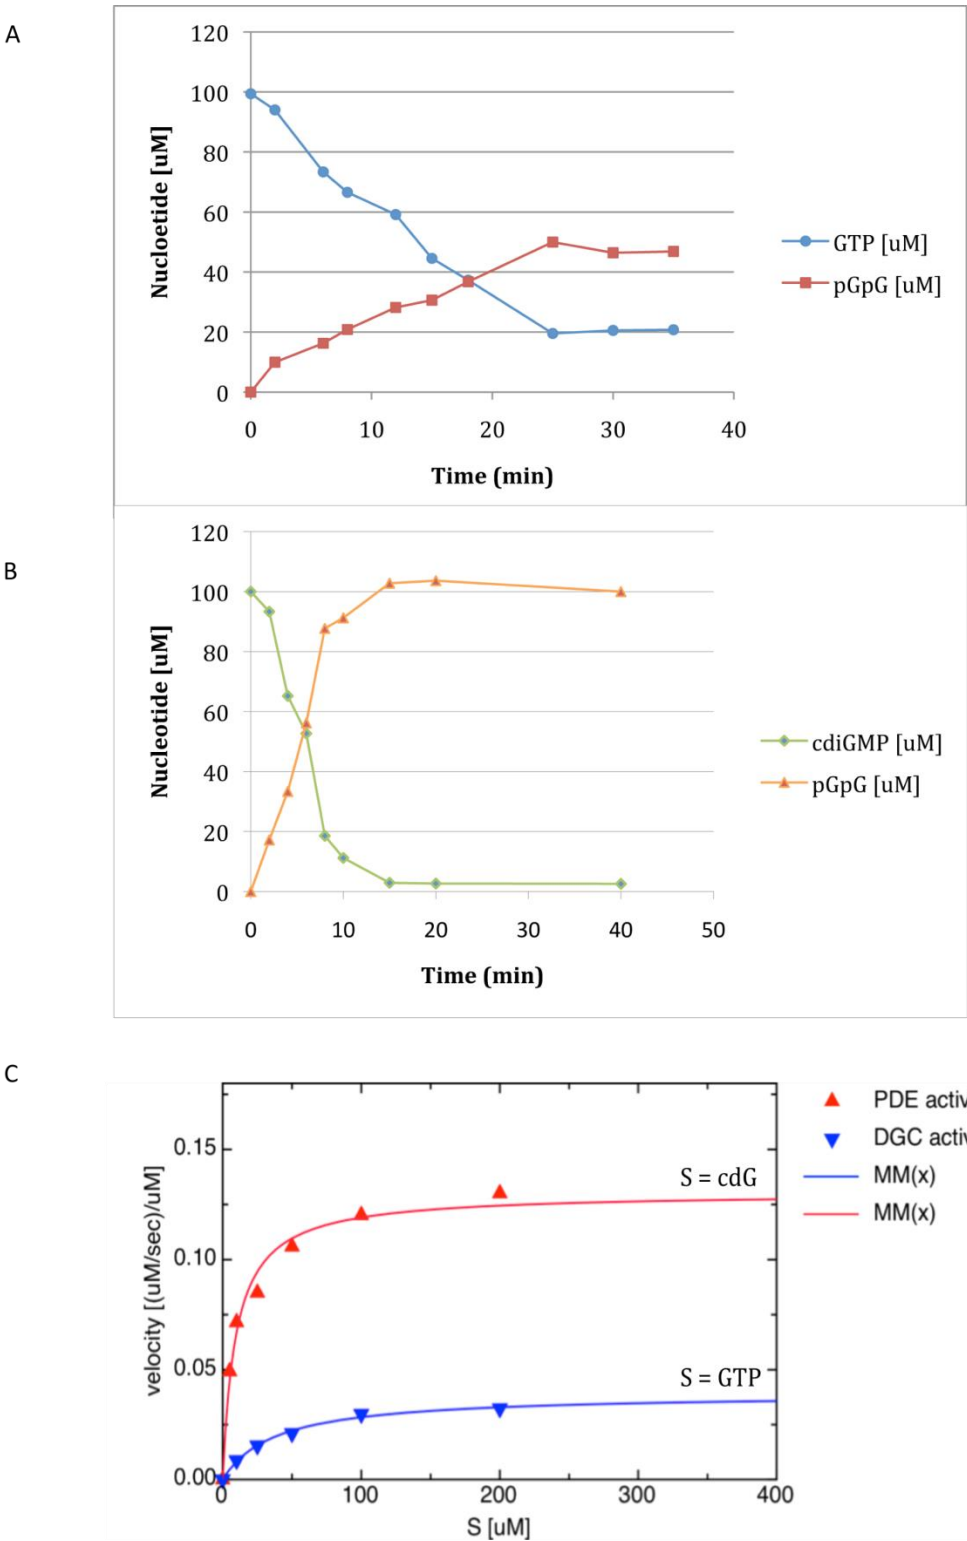 A
120
100
80
60
40
20
0
Nucloetide [uM]
0 10 20 30 40
Time (min)
GTP [uM]
pGpG [uM]
B
120
100
80
60
40
20
0
Nucleotide [uM]
0 10 20 30 40 50
Time (min)
cdiGMP [uM]
pGpG [uM]
C
0.15
0.10
0.05
0.00
velocity [(uM/sec)/uM]
0 100 200 300 400
S [uM]
S = cdG
S = GTP
PDE activ
DGC activ
MM(x)
MM(x)